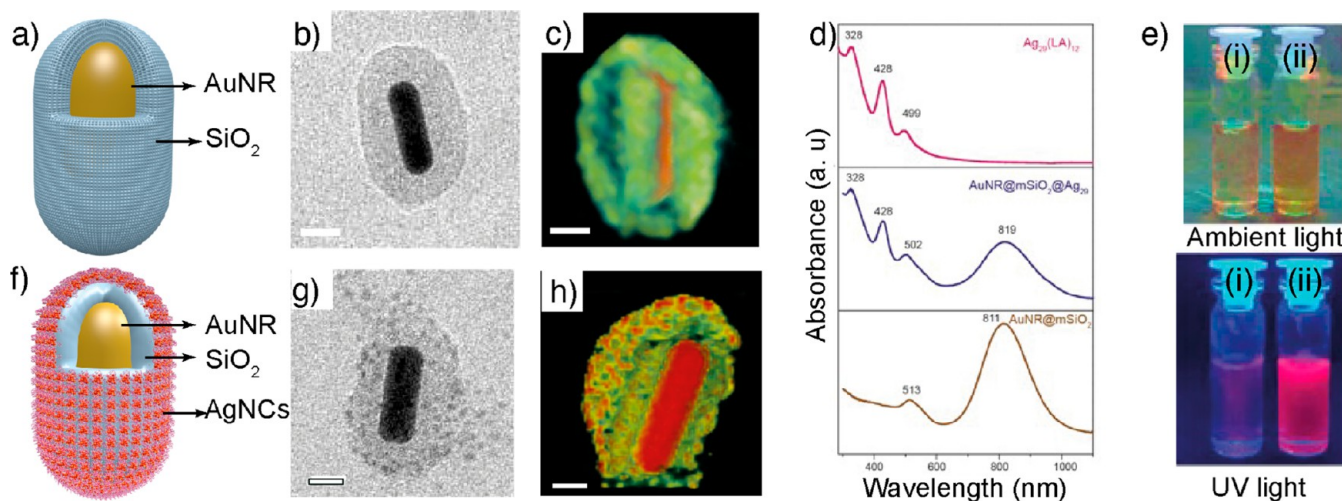 a)
AuNR
SiO2
b)
c)
d)
Absorbance (a. u)
328
428
499
Ag29(LA)12
328
428
502
819
AuNR@mSiO2@Ag29
513
811
AuNR@mSiO2
400
600
800
1000
Wavelength (nm)
e)
(i)
(ii)
Ambient light
(i)
(ii)
UV light
f)
AuNR
SiO2
AgNCs
g)
h)